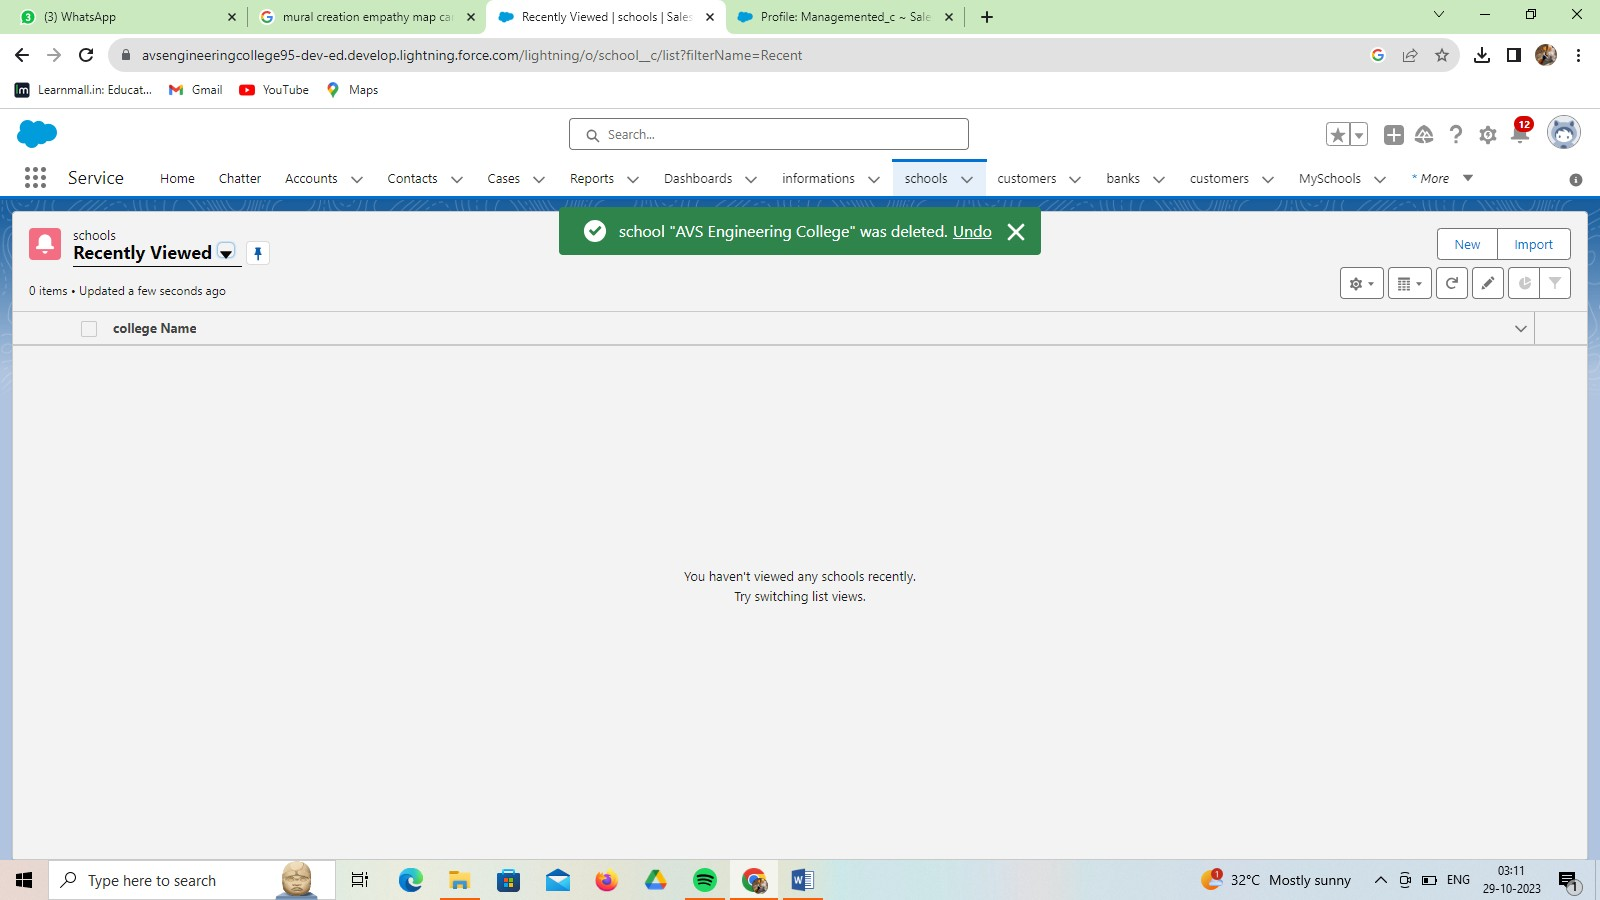 3 (3) WhatsApp
mural creation empathy map ca
Recently Viewed | schools | Sales
Profile: Managemented_c ~ Sale
avsengineeringcollege95-dev-ed.develop.lightning.force.com/lightning/o/school__c/list?filterName=Recent
lm Learnmall.in: Educat...
Gmail
YouTube
Maps
Search...
12
Service
Home
Chatter
Accounts
Contacts
Cases
Reports
Dashboards
informations
schools
customers
banks
customers
MySchools
* More
schools
Recently Viewed
school "AVS Engineering College" was deleted. Undo
New
Import
0 items • Updated a few seconds ago
college Name
You haven't viewed any schools recently.
Try switching list views.
Type here to search
1
32°C Mostly sunny
ENG
03:11
29-10-2023
1